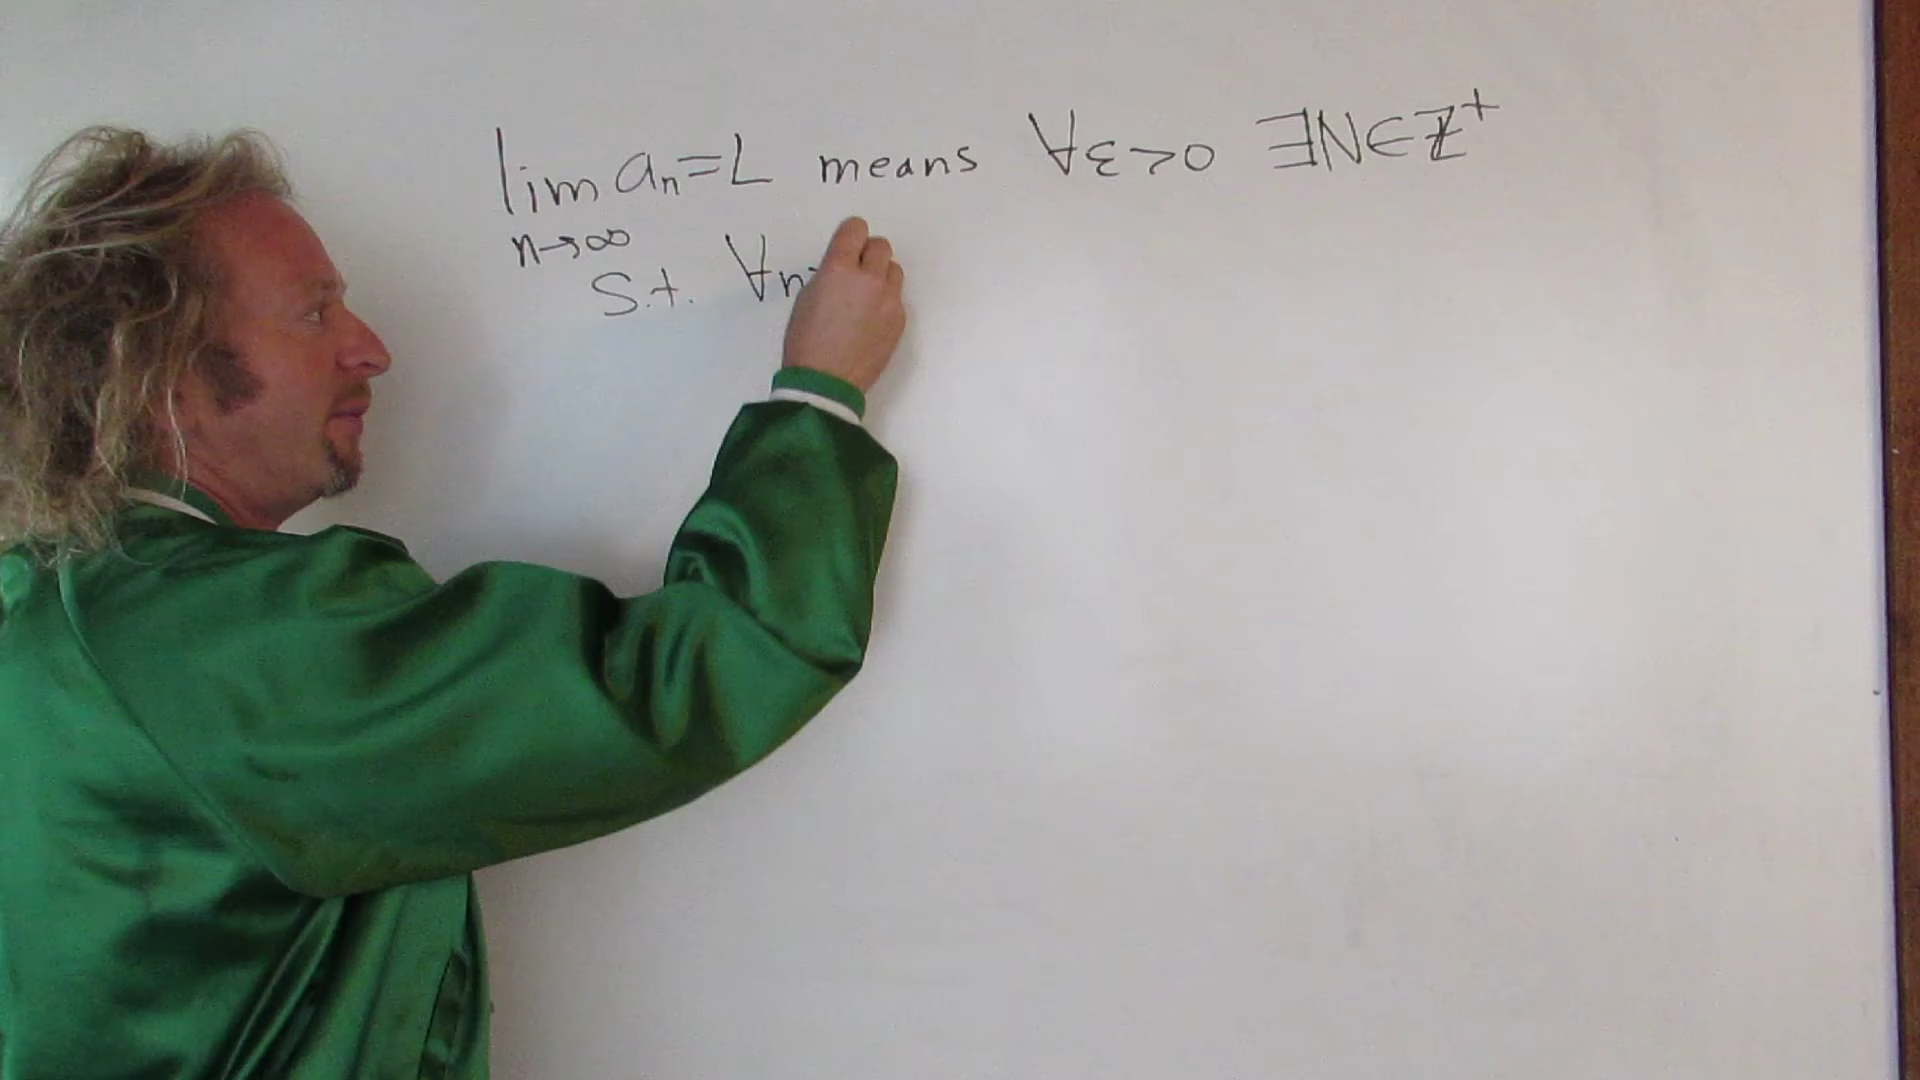 lim aₙ=L means ∀ε>0 ∃N∈ℤ⁺
n→∞
S.t. ∀n